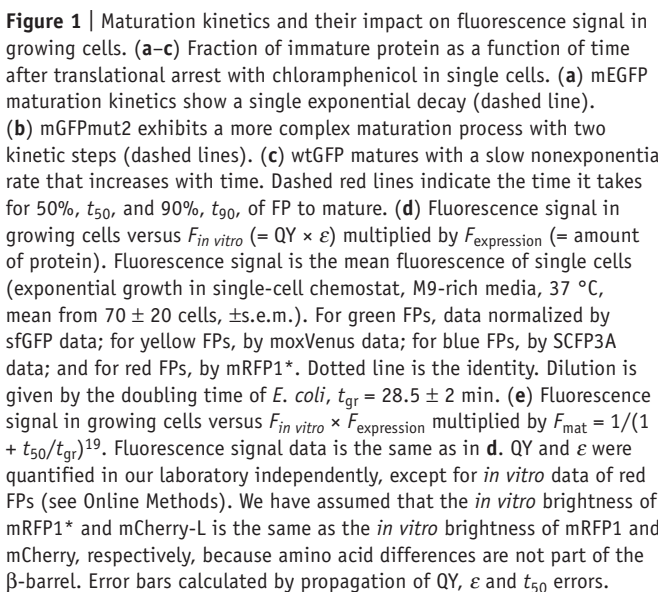 Figure 1 | Maturation kinetics and their impact on fluorescence signal in
growing cells. (a–c) Fraction of immature protein as a function of time
after translational arrest with chloramphenicol in single cells. (a) mEGFP
maturation kinetics show a single exponential decay (dashed line).
(b) mGFPmut2 exhibits a more complex maturation process with two
kinetic steps (dashed lines). (c) wtGFP matures with a slow nonexponentia
rate that increases with time. Dashed red lines indicate the time it takes
for 50%, t50, and 90%, t90, of FP to mature. (d) Fluorescence signal in
growing cells versus Fin vitro (= QY × ε) multiplied by Fexpression (= amount
of protein). Fluorescence signal is the mean fluorescence of single cells
(exponential growth in single-cell chemostat, M9-rich media, 37 °C,
mean from 70 ± 20 cells, ±s.e.m.). For green FPs, data normalized by
sfGFP data; for yellow FPs, by moxVenus data; for blue FPs, by SCFP3A
data; and for red FPs, by mRFP1*. Dotted line is the identity. Dilution is
given by the doubling time of E. coli, tgr = 28.5 ± 2 min. (e) Fluorescence
signal in growing cells versus Fin vitro × Fexpression multiplied by Fmat = 1/(1
+ t50/tgr)19. Fluorescence signal data is the same as in d. QY and ε were
quantified in our laboratory independently, except for in vitro data of red
FPs (see Online Methods). We have assumed that the in vitro brightness of
mRFP1* and mCherry-L is the same as the in vitro brightness of mRFP1 and
mCherry, respectively, because amino acid differences are not part of the
β-barrel. Error bars calculated by propagation of QY, ε and t50 errors.